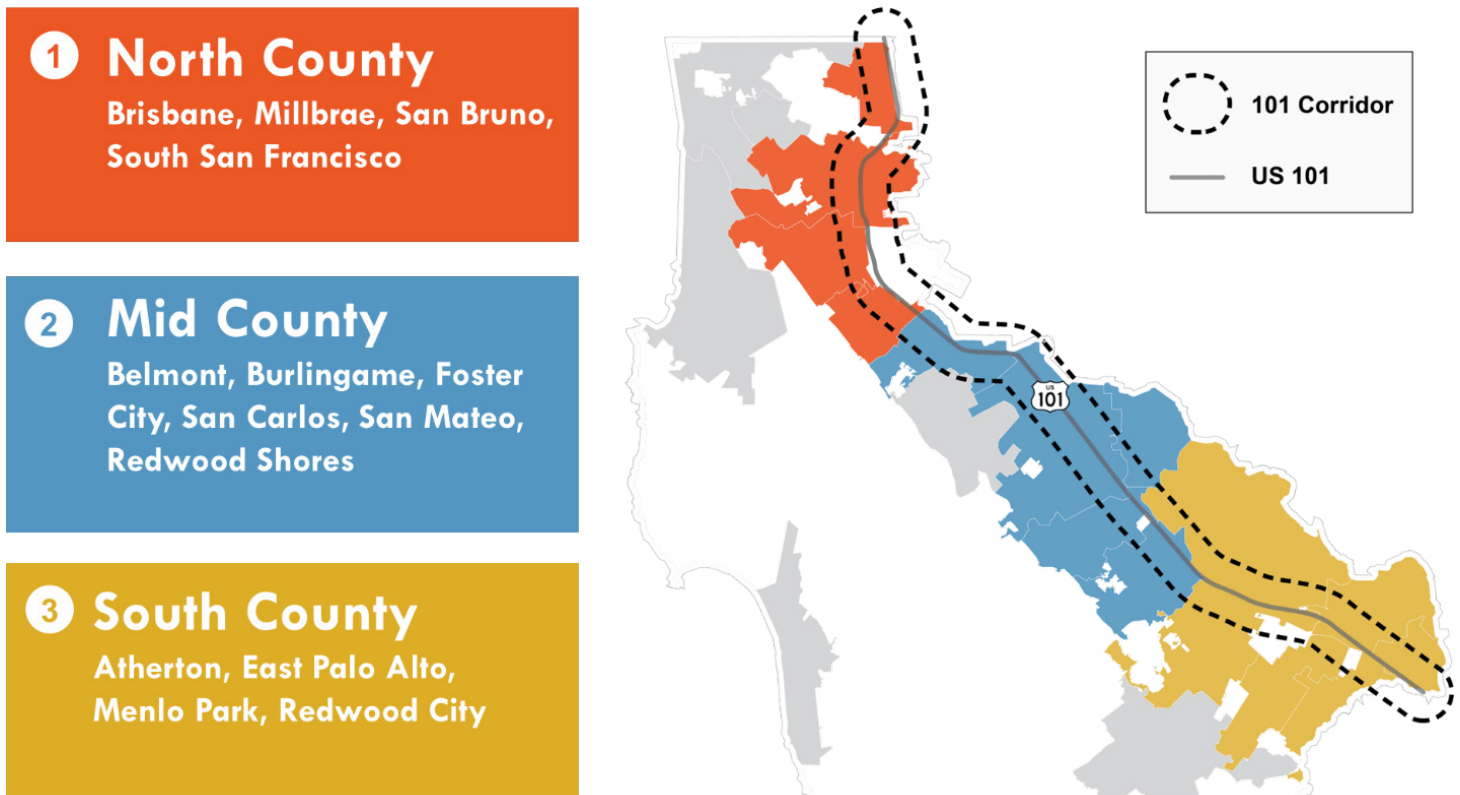 1 North County
Brisbane, Millbrae, San Bruno,
South San Francisco
2 Mid County
Belmont, Burlingame, Foster
City, San Carlos, San Mateo,
Redwood Shores
3 South County
Atherton, East Palo Alto,
Menlo Park, Redwood City
101 Corridor
US 101
US
101